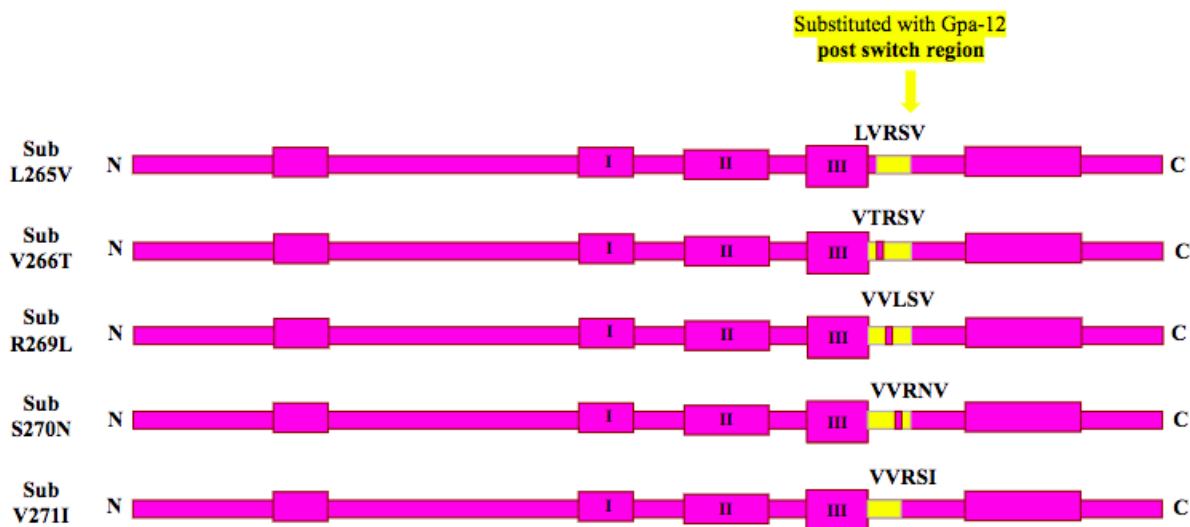 Substituted with Gpa-12
post switch region
LVRSV
Sub
L265V
N
I
II
III
C
VTRSV
Sub
V266T
N
I
II
III
C
VVLSV
Sub
R269L
N
I
II
III
C
VVRNV
Sub
S270N
N
I
II
III
C
VVRSI
Sub
V271I
N
I
II
III
C